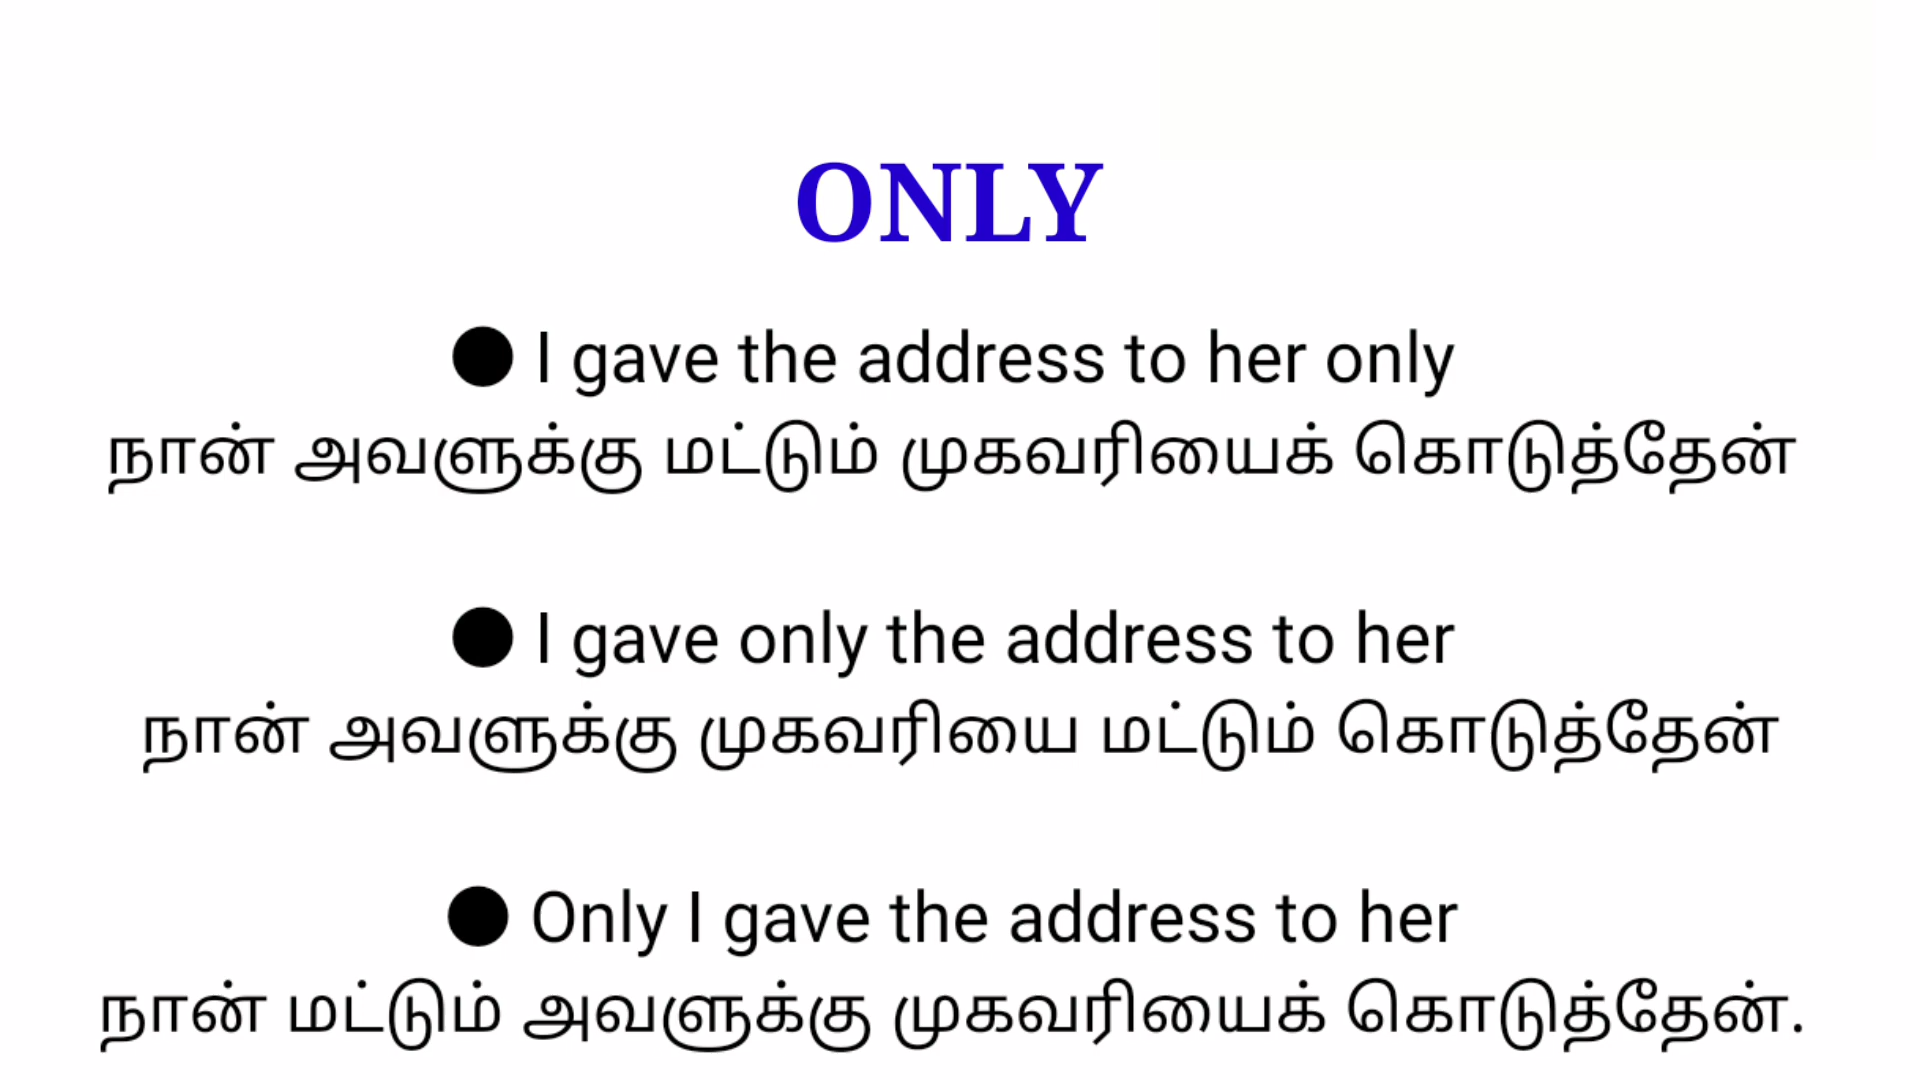 ONLY
● I gave the address to her only
நான் அவளுக்கு மட்டும் முகவரியைக் கொடுத்தேன்
● I gave only the address to her
நான் அவளுக்கு முகவரியை மட்டும் கொடுத்தேன்
● Only I gave the address to her
நான் மட்டும் அவளுக்கு முகவரியைக் கொடுத்தேன்.